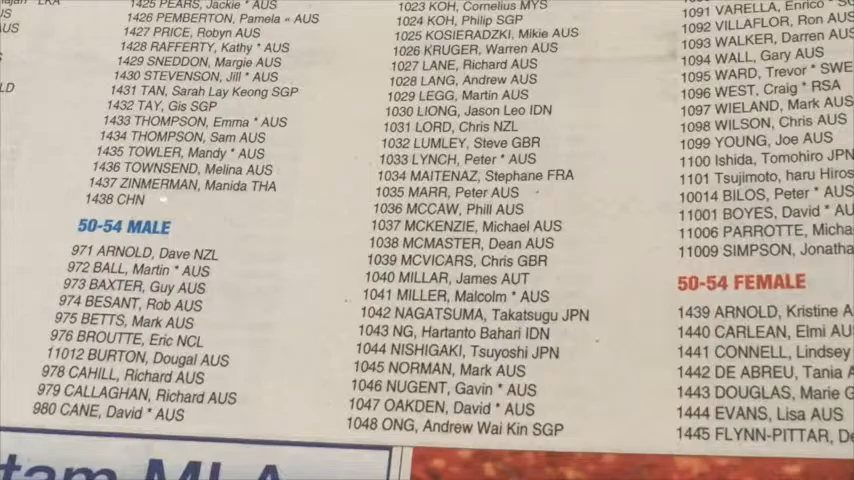 LKA
AUS
LD
1425 PEARS, Jackie * AUS
1426 PEMBERTON, Pamela « AUS
1427 PRICE, Robyn AUS
1428 RAFFERTY, Kathy * AUS
1429 SNEDDON, Margie AUS
1430 STEVENSON, Jill * AUS
1431 TAN, Sarah Lay Keong SGP
1432 TAY, Gis SGP
1433 THOMPSON, Emma * AUS
1434 THOMPSON, Sam AUS
1435 TOWLER, Mandy * AUS
1436 TOWNSEND, Melina AUS
1437 ZINMERMAN, Manida THA
1438 CHN
50-54 MALE
971 ARNOLD, Dave NZL
972 BALL, Martin * AUS
973 BAXTER, Guy AUS
974 BESANT, Rob AUS
975 BETTS, Mark AUS
976 BROUTTE, Eric NCL
11012 BURTON, Dougal AUS
978 CAHILL, Richard AUS
979 CALLAGHAN, Richard AUS
980 CANE, David * AUS
1023 KOH, Cornelius MYS
1024 KOH, Philip SGP
1025 KOSIERADZKI, Mikie AUS
1026 KRUGER, Warren AUS
1027 LANE, Richard AUS
1028 LANG, Andrew AUS
1029 LEGG, Martin AUS
1030 LIONG, Jason Leo IDN
1031 LORD, Chris NZL
1032 LUMLEY, Steve GBR
1033 LYNCH, Peter * AUS
1034 MAITENAZ, Stephane FRA
1035 MARR, Peter AUS
1036 MCCAW, Phill AUS
1037 MCKENZIE, Michael AUS
1038 MCMASTER, Dean AUS
1039 MCVICARS, Chris GBR
1040 MILLAR, James AUT
1041 MILLER, Malcolm * AUS
1042 NAGATSUMA, Takatsugu JPN
1043 NG, Hartanto Bahari IDN
1044 NISHIGAKI, Tsuyoshi JPN
1045 NORMAN, Mark AUS
1046 NUGENT, Gavin * AUS
1047 OAKDEN, David * AUS
1048 ONG, Andrew Wai Kin SGP
1091 VARELLA, Enrico * 
1092 VILLAFLOR, Ron AUS
1093 WALKER, Darren AUS
1094 WALL, Gary AUS
1095 WARD, Trevor * SWE
1096 WEST, Craig * RSA
1097 WIELAND, Mark AUS
1098 WILSON, Chris AUS
1099 YOUNG, Joe AUS
1100 Ishida, Tomohiro JPN
1101 Tsujimoto, haru Hiros
10014 BILOS, Peter * AUS
11001 BOYES, David * AU
11006 PARROTTE, Micha
11009 SIMPSON, Jonatha
50-54 FEMALE
1439 ARNOLD, Kristine A
1440 CARLEAN, Elmi AU
1441 CONNELL, Lindsey
1442 DE ABREU, Tania A
1443 DOUGLAS, Marie G
1444 EVANS, Lisa AUS
1445 FLYNN-PITTAR, De
tam MLA